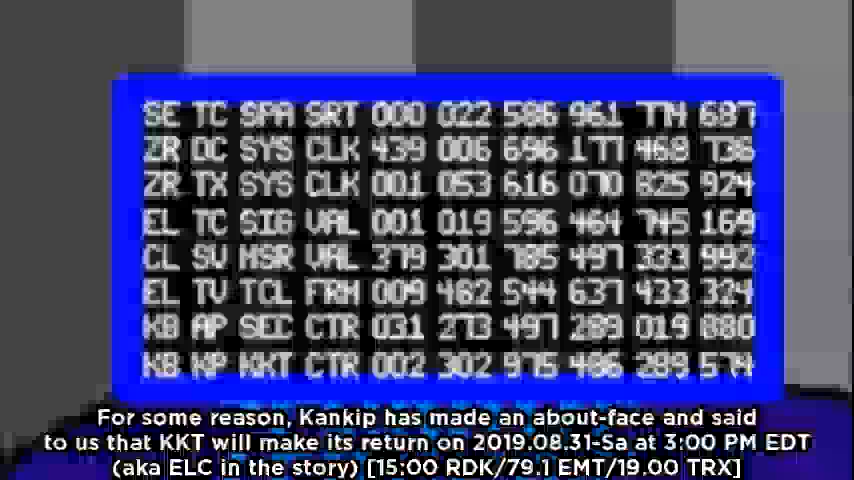 SE TC SPA SRT 000 022 586 961 774 687
ZR DC SYS CLK 439 006 696 177 468 736
ZR TX SYS CLK 001 053 616 070 825 924
EL TC SIG VAL 001 019 596 464 745 169
CL SV MSR VAL 379 301 785 497 333 992
EL TV TCL FRM 009 462 544 637 433 324
KB AP SEC CTR 031 273 497 289 019 880
KB KP KKT CTR 002 302 975 486 289 574
For some reason, Kankip has made an about-face and said
to us that KKT will make its return on 2019.08.31-Sa at 3:00 PM EDT
(aka ELC in the story) [15:00 RDK/79.1 EMT/19.00 TRX]